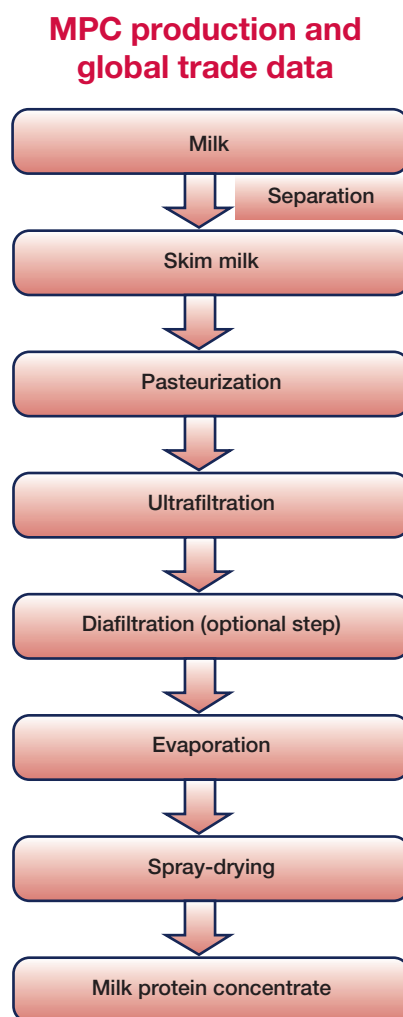 MPC production and
global trade data
Milk
Separation
Skim milk
Pasteurization
Ultrafiltration
Diafiltration (optional step)
Evaporation
Spray-drying
Milk protein concentrate